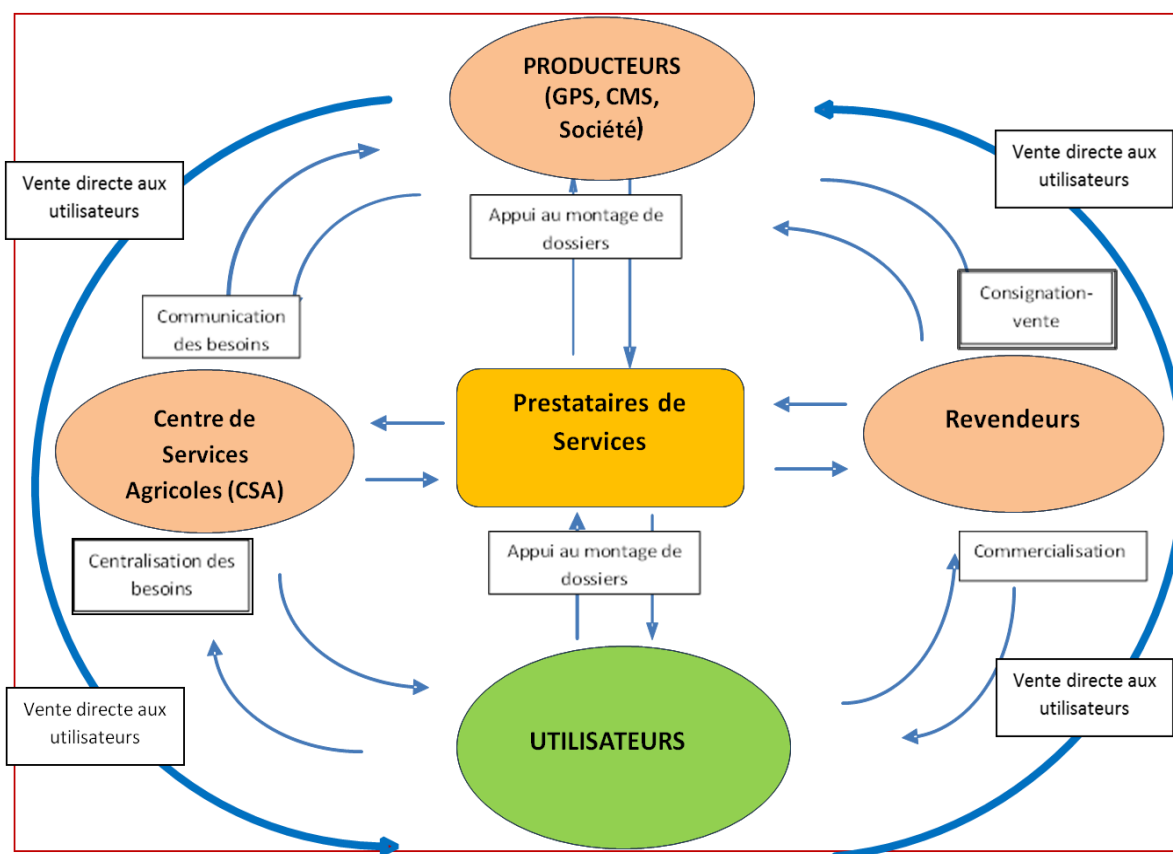 PRODUCTEURS
(GPS, CMS,
Société)
Vente directe aux
utilisateurs
Vente directe aux
utilisateurs
Appui au montage de
dossiers
Communication
des besoins
Consignation-
vente
Centre de
Services
Agricoles (CSA)
Prestataires de
Services
Revendeurs
Centralisation des
besoins
Appui au montage de
dossiers
Commercialisation
Vente directe aux
utilisateurs
UTILISATEURS
Vente directe aux
utilisateurs